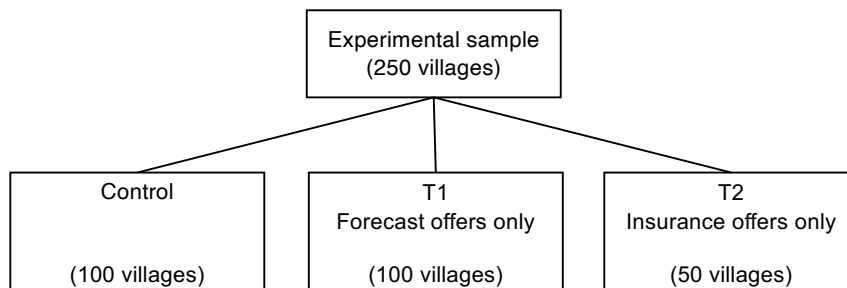 Experimental sample
(250 villages)
Control
(100 villages)
T1
Forecast offers only
(100 villages)
T2
Insurance offers only
(50 villages)